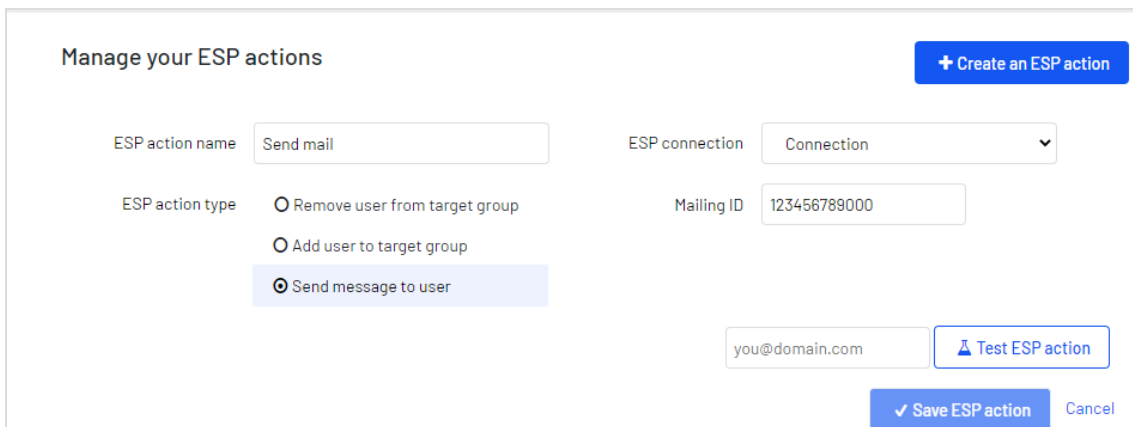 Manage your ESP actions
+ Create an ESP action
ESP action name
Send mail
ESP connection
Connection
ESP action type
Remove user from target group
Mailing ID
123456789000
Add user to target group
Send message to user
you@domain.com
Test ESP action
✓ Save ESP action
Cancel